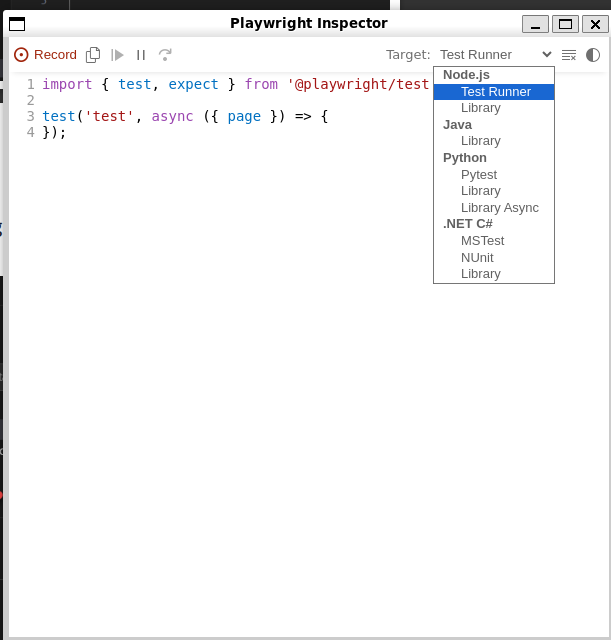 Playwright Inspector
Record
Target: Test Runner
1 import { test, expect } from '@playwright/test
2
3 test('test', async ({ page }) => {
4 });
Node.js
Test Runner
Library
Java
Library
Python
Pytest
Library
Library Async
.NET C#
MSTest
NUnit
Library